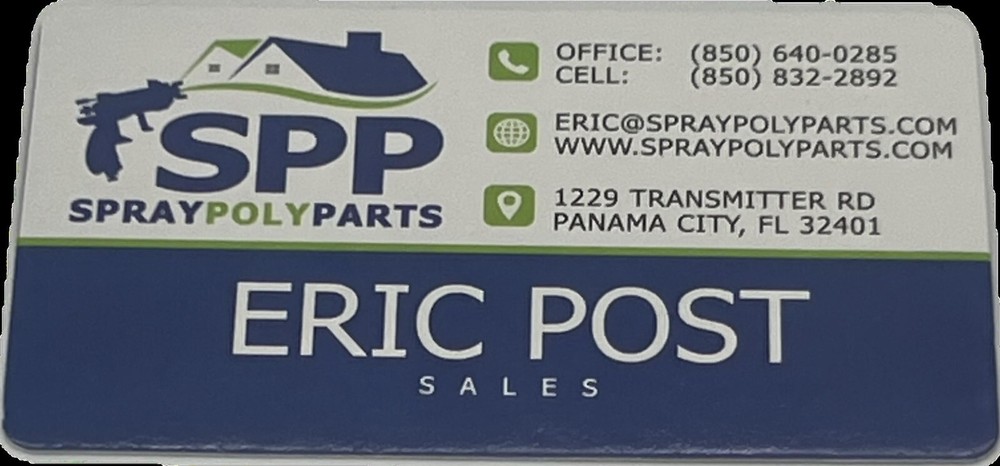 SPP
SPRAYPOLYPARTS
OFFICE: (850) 640-0285
CELL: (850) 832-2892
ERIC@SPRAYPOLYPARTS.COM
WWW.SPRAYPOLYPARTS.COM
1229 TRANSMITTER RD
PANAMA CITY, FL 32401
ERIC POST
SALES